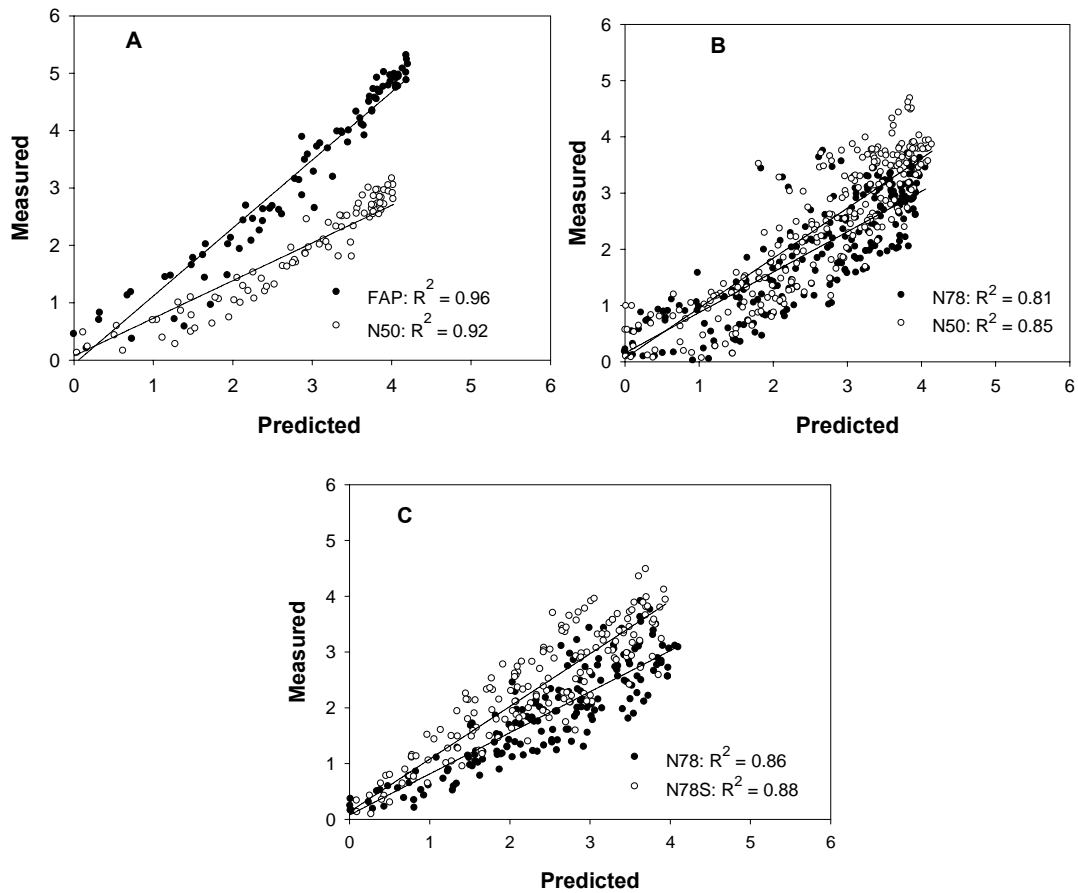 A
Measured
6
5
4
3
2
1
0
FAP: R² = 0.96
N50: R² = 0.92
0 1 2 3 4 5 6
Predicted
B
Measured
6
5
4
3
2
1
0
N78: R² = 0.81
N50: R² = 0.85
0 1 2 3 4 5 6
Predicted
C
Measured
6
5
4
3
2
1
0
N78: R² = 0.86
N78S: R² = 0.88
0 1 2 3 4 5 6
Predicted